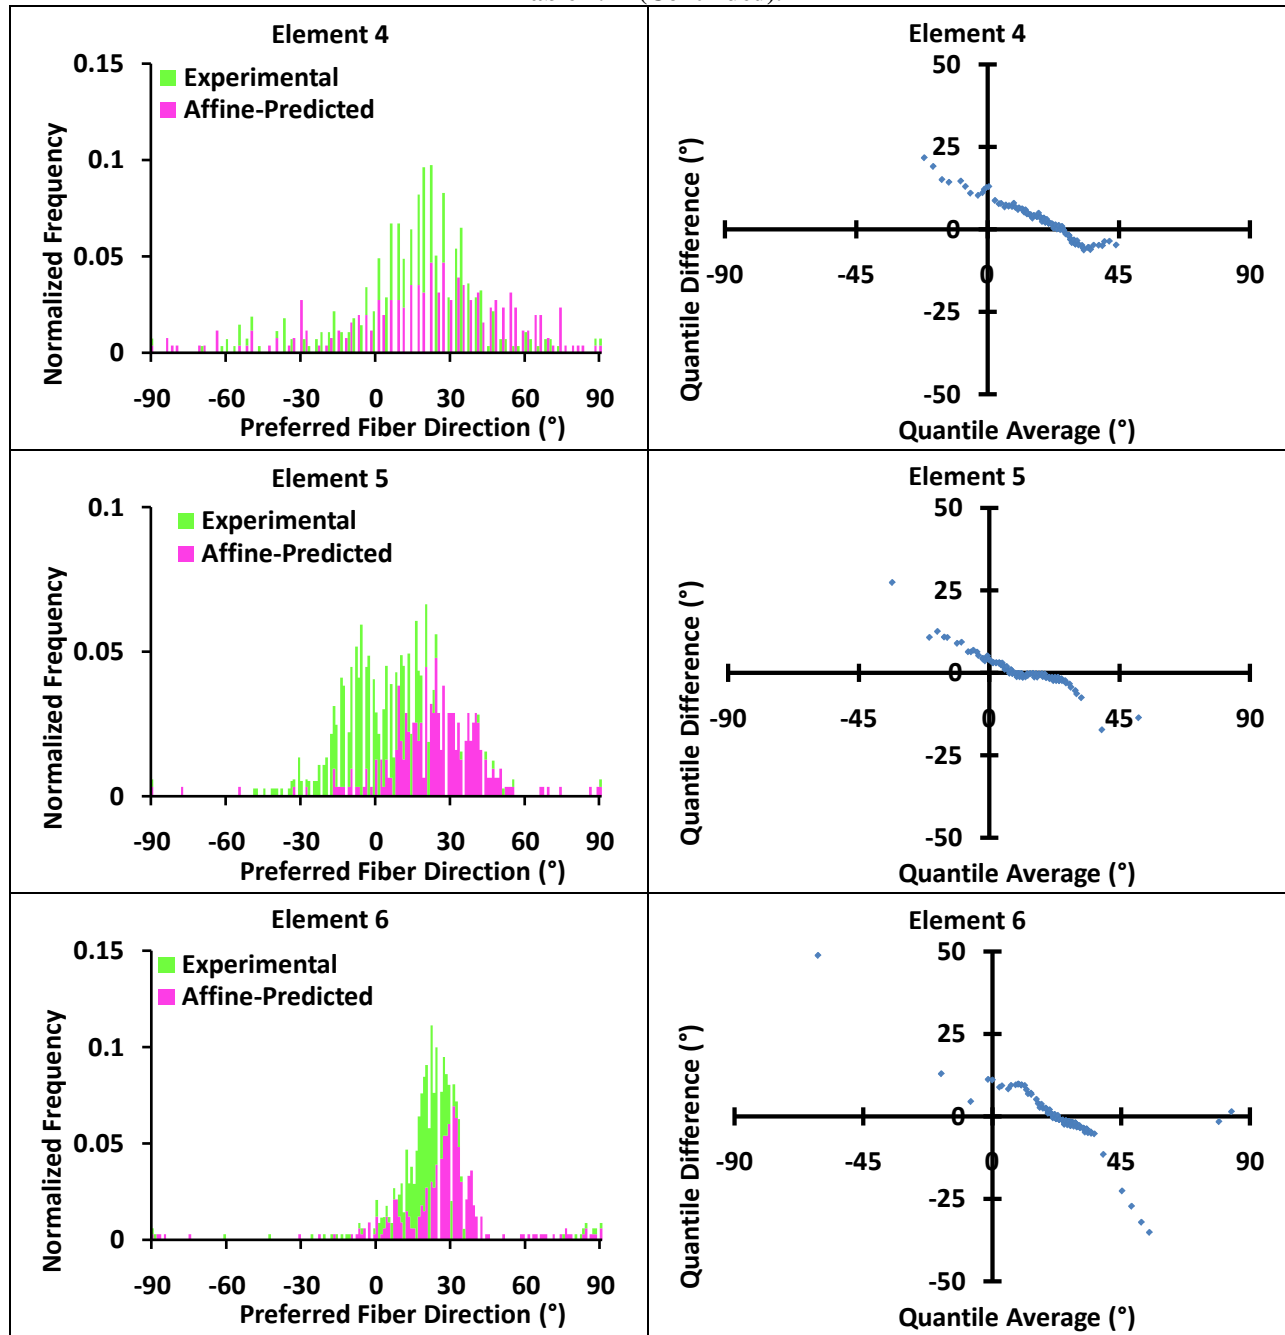 Element 4
0.15
Experimental
Affine-Predicted
0.1
0.05
0
Normalized Frequency
-90 -60 -30 0 30 60 90
Preferred Fiber Direction (°)
Element 4
50
25
0
-25
-50
-90 -45 0 45 90
Quantile Difference (°)
Quantile Average (°)
Element 5
0.1
Experimental
Affine-Predicted
0.05
0
Normalized Frequency
-90 -60 -30 0 30 60 90
Preferred Fiber Direction (°)
Element 5
50
25
0
-25
-50
-90 -45 0 45 90
Quantile Difference (°)
Quantile Average (°)
Element 6
0.15
Experimental
Affine-Predicted
0.1
0.05
0
Normalized Frequency
-90 -60 -30 0 30 60 90
Preferred Fiber Direction (°)
Element 6
50
25
0
-25
-50
-90 -45 0 45 90
Quantile Difference (°)
Quantile Average (°)